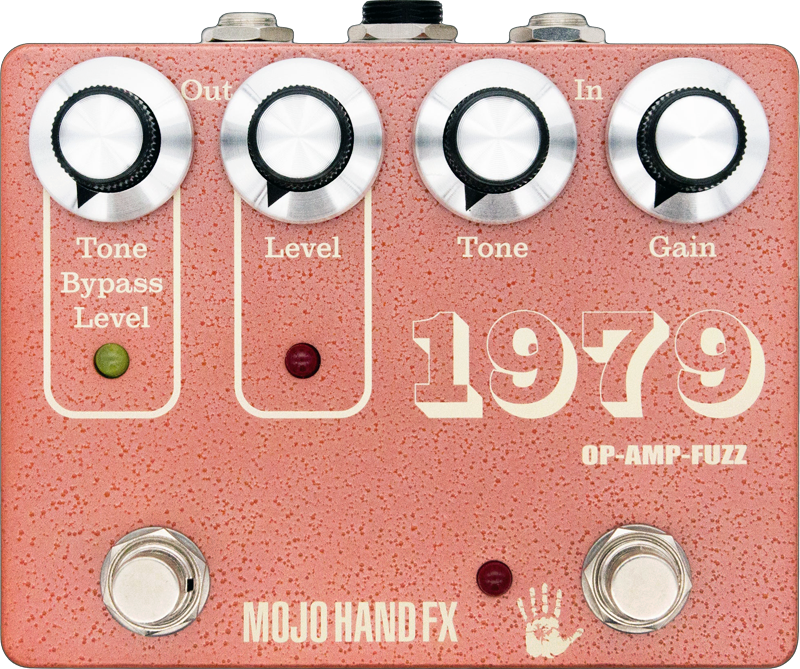 Out
In
Tone
Bypass
Level
Level
Tone
Gain
1979
OP-AMP-FUZZ
MOJO HAND FX